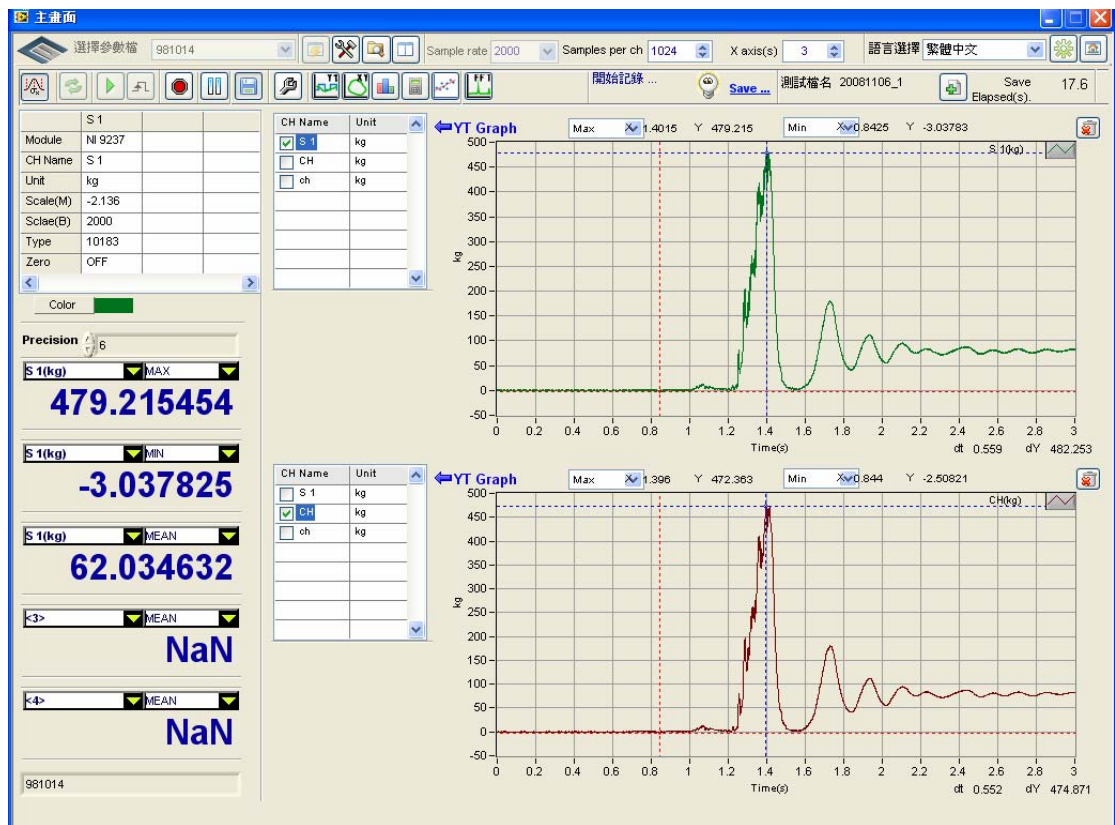 主畫面
選擇參數檔 981014 Sample rate 2000 Samples per ch 1024 X axis(s) 3 語言選擇 繁體中文
開始記錄 ... Save ... 測試檔名 20081106_1 Save Elapsed(s). 17.6
S 1
Module NI 9237
CH Name S 1
Unit kg
Scale(M) -2.136
Sclae(B) 2000
Type 10183
Zero OFF
Color
Precision 6
S 1(kg) MAX
479.215454
S 1(kg) MIN
-3.037825
S 1(kg) MEAN
62.034632
<3> MEAN
NaN
<4> MEAN
NaN
981014
CH Name Unit
S 1 kg
CH kg
ch kg
YT Graph Max X 1.4015 Y 479.215 Min X 0.8425 Y -3.03783
S 1(kg)
500
450
400
350
300
250
200
150
100
50
0
-50
kg
0 0.2 0.4 0.6 0.8 1 1.2 1.4 1.6 1.8 2 2.2 2.4 2.6 2.8 3
Time(s)
dt 0.559 dY 482.253
CH Name Unit
S 1 kg
CH kg
ch kg
YT Graph Max X 1.396 Y 472.363 Min X 0.844 Y -2.50821
CH(kg)
500
450
400
350
300
250
200
150
100
50
0
-50
kg
0 0.2 0.4 0.6 0.8 1 1.2 1.4 1.6 1.8 2 2.2 2.4 2.6 2.8 3
Time(s)
dt 0.552 dY 474.871